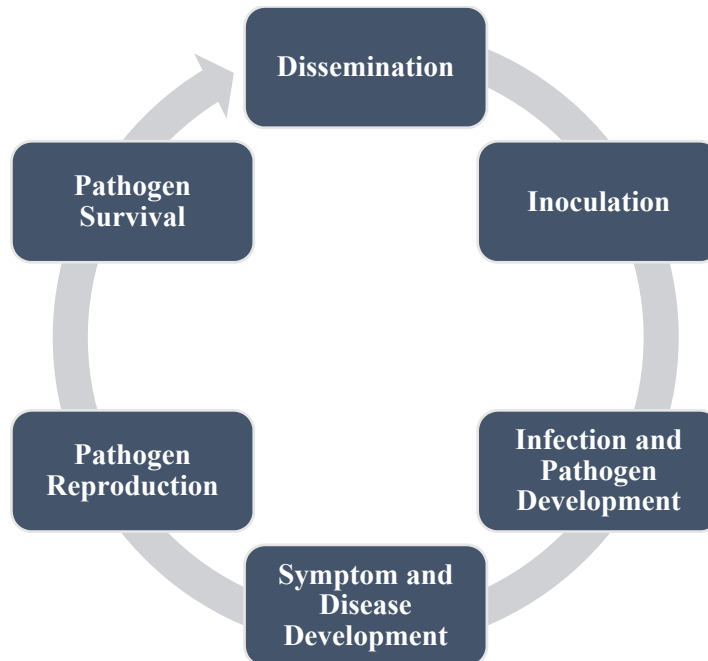 Dissemination
Inoculation
Infection and
Pathogen
Development
Symptom and
Disease
Development
Pathogen
Reproduction
Pathogen
Survival